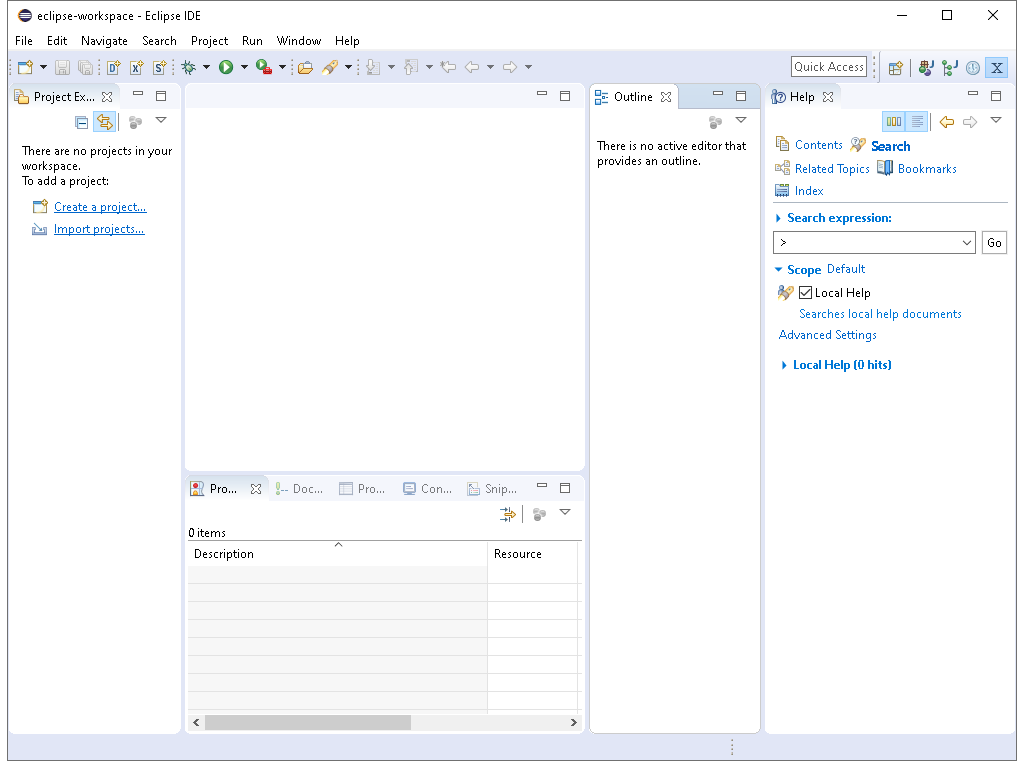 eclipse-workspace - Eclipse IDE
File Edit Navigate Search Project Run Window Help
Quick Access
Project Ex...
There are no projects in your
workspace.
To add a project:
Create a project...
Import projects...
Outline
There is no active editor that
provides an outline.
Help
Contents Search
Related Topics Bookmarks
Index
Search expression:
> Go
Scope Default
Local Help
Searches local help documents
Advanced Settings
Local Help (0 hits)
Pro... Doc... Pro... Con... Snip...
0 items
Description Resource